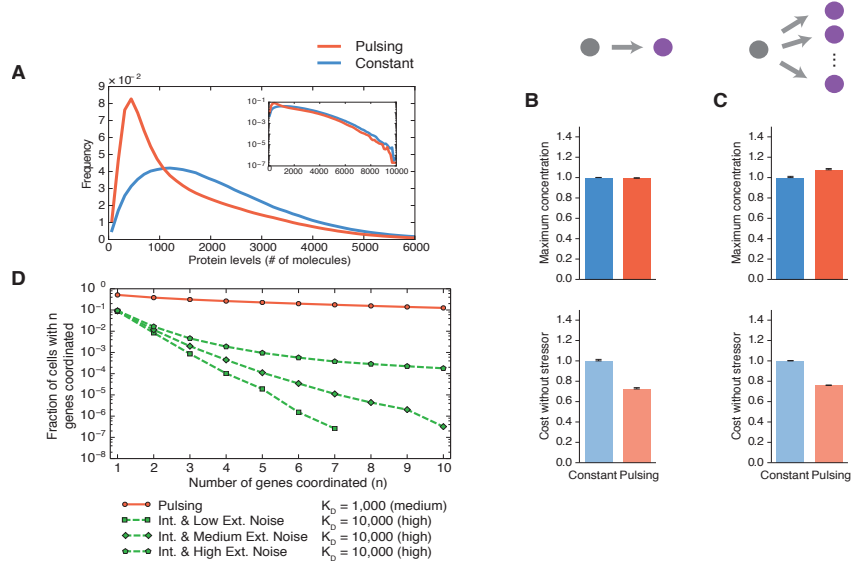 Pulsing
Constant
A
9 ×10⁻²
8
7
6
5
4
3
2
1
0
Frequency
0 1000 2000 3000 4000 5000 6000
Protein levels (# of molecules)
10⁻¹
10⁻³
10⁻⁵
10⁻⁷
0 2000 4000 6000 8000 10000
B
1.4
1.2
1.0
0.8
0.6
0.4
0.2
0.0
Maximum concentration
1.4
1.2
1.0
0.8
0.6
0.4
0.2
0.0
Cost without stressor
Constant Pulsing
C
...
1.4
1.2
1.0
0.8
0.6
0.4
0.2
0.0
Maximum concentration
1.4
1.2
1.0
0.8
0.6
0.4
0.2
0.0
Cost without stressor
Constant Pulsing
D
10⁰
10⁻¹
10⁻²
10⁻³
10⁻⁴
10⁻⁵
10⁻⁶
10⁻⁷
10⁻⁸
Fraction of cells with n
genes coordinated
1 2 3 4 5 6 7 8 9 10
Number of genes coordinated (n)
Pulsing K_D = 1,000 (medium)
Int. & Low Ext. Noise K_D = 10,000 (high)
Int. & Medium Ext. Noise K_D = 10,000 (high)
Int. & High Ext. Noise K_D = 10,000 (high)